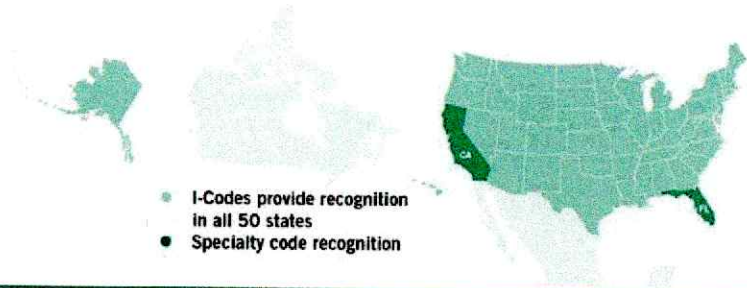 CA
FL
I-Codes provide recognition
in all 50 states
Specialty code recognition